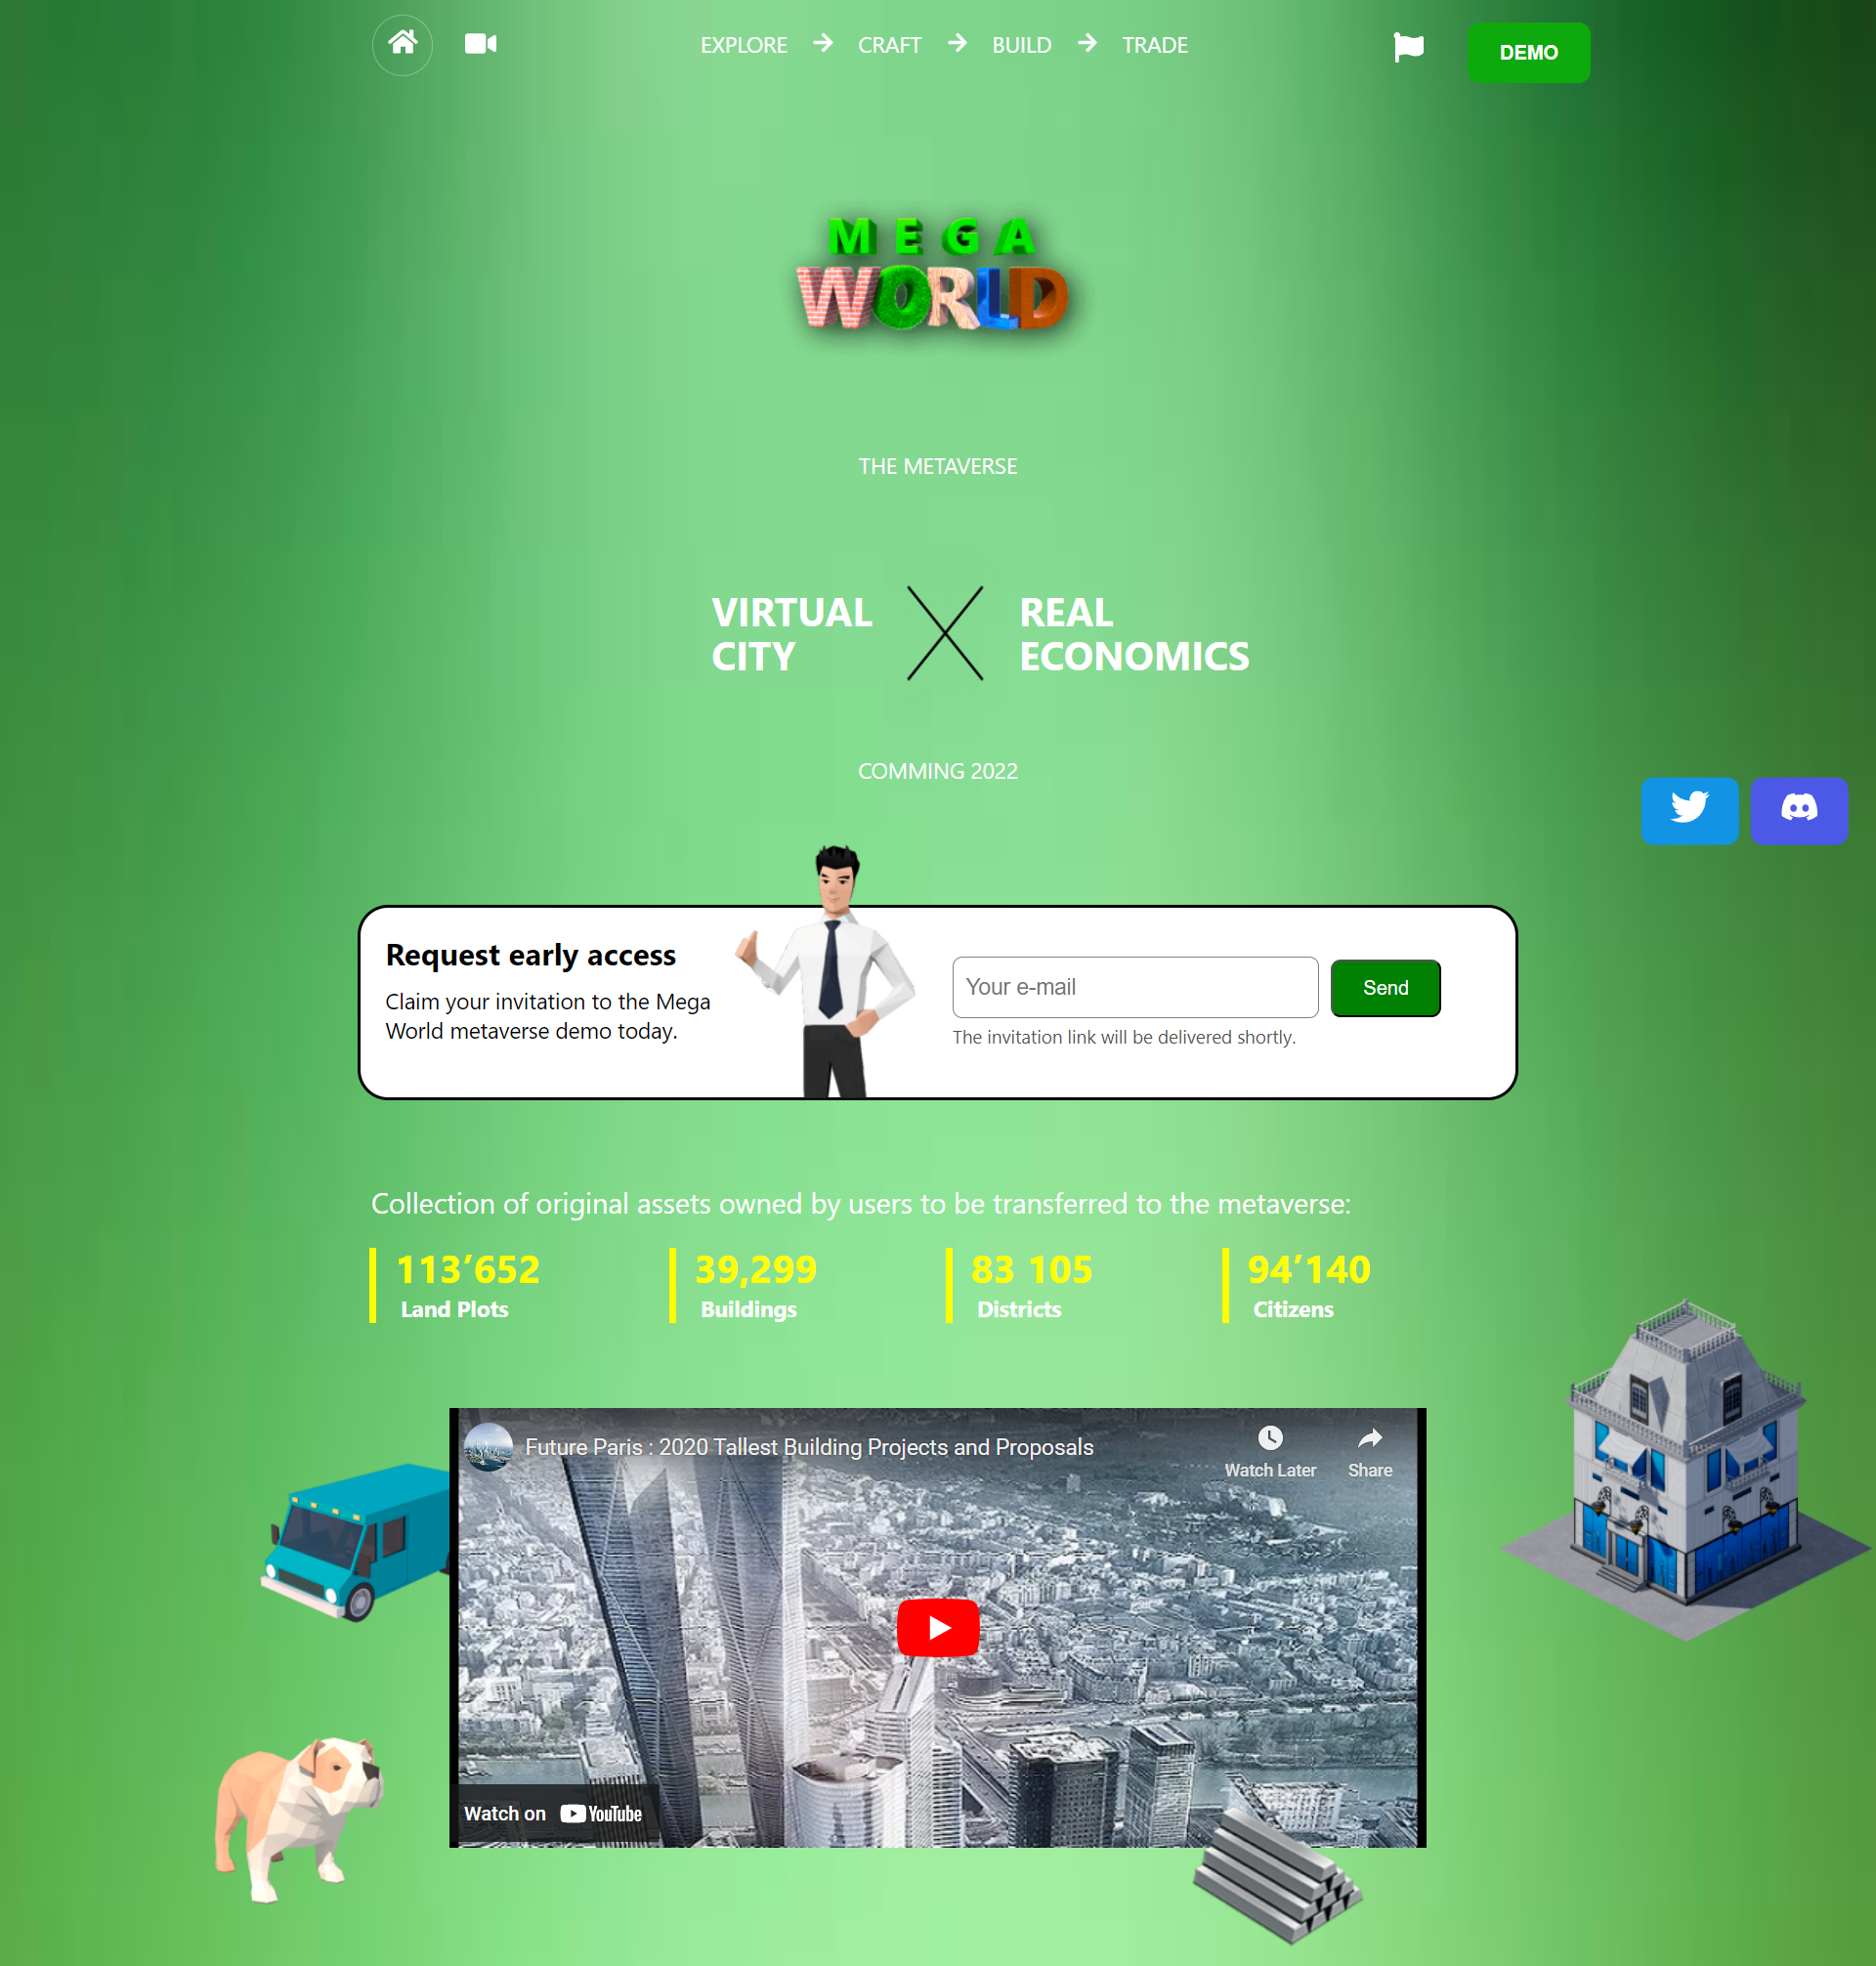 EXPLORE → CRAFT → BUILD → TRADE
DEMO
MEGA
WORLD
THE METAVERSE
VIRTUAL
CITY
REAL
ECONOMICS
COMMING 2022
Request early access
Claim your invitation to the Mega
World metaverse demo today.
Your e-mail
Send
The invitation link will be delivered shortly.
Collection of original assets owned by users to be transferred to the metaverse:
113’652
Land Plots
39,299
Buildings
83 105
Districts
94’140
Citizens
Future Paris : 2020 Tallest Building Projects and Proposals
Watch Later
Share
Watch on YouTube